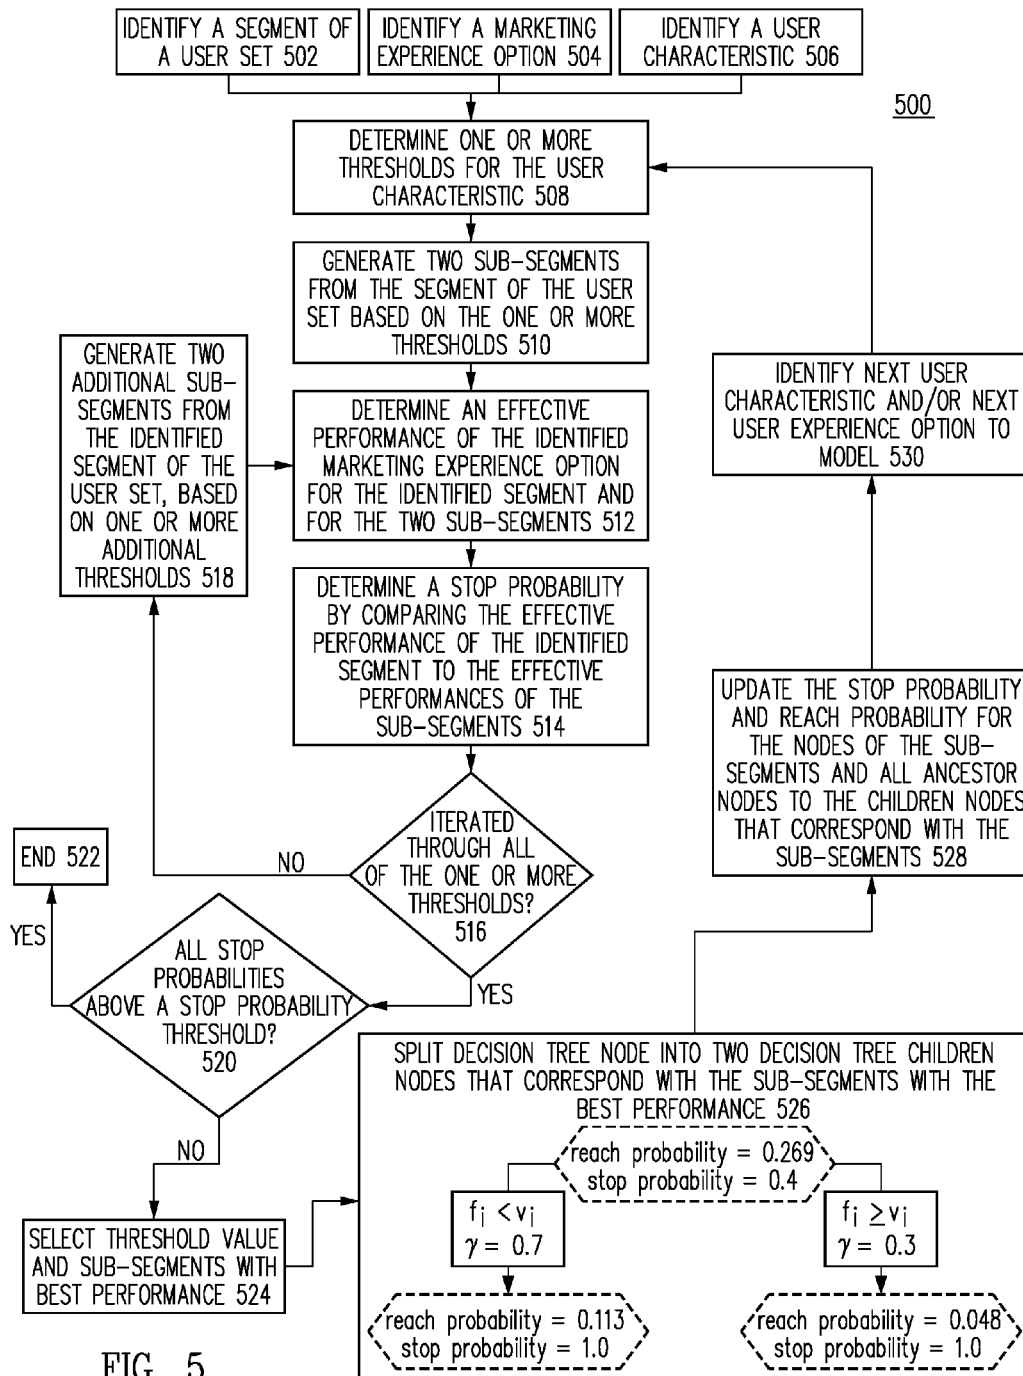 IDENTIFY A SEGMENT OF
A USER SET 502
IDENTIFY A MARKETING
EXPERIENCE OPTION 504
IDENTIFY A USER
CHARACTERISTIC 506
500
DETERMINE ONE OR MORE
THRESHOLDS FOR THE USER
CHARACTERISTIC 508
GENERATE TWO SUB-SEGMENTS
FROM THE SEGMENT OF THE USER
SET BASED ON THE ONE OR MORE
THRESHOLDS 510
GENERATE TWO
ADDITIONAL SUB-
SEGMENTS FROM
THE IDENTIFIED
SEGMENT OF THE
USER SET, BASED
ON ONE OR MORE
ADDITIONAL
THRESHOLDS 518
DETERMINE AN EFFECTIVE
PERFORMANCE OF THE IDENTIFIED
MARKETING EXPERIENCE OPTION
FOR THE IDENTIFIED SEGMENT AND
FOR THE TWO SUB-SEGMENTS 512
IDENTIFY NEXT USER
CHARACTERISTIC AND/OR NEXT
USER EXPERIENCE OPTION TO
MODEL 530
DETERMINE A STOP PROBABILITY
BY COMPARING THE EFFECTIVE
PERFORMANCE OF THE IDENTIFIED
SEGMENT TO THE EFFECTIVE
PERFORMANCES OF THE
SUB-SEGMENTS 514
UPDATE THE STOP PROBABILITY
AND REACH PROBABILITY FOR
THE NODES OF THE SUB-
SEGMENTS AND ALL ANCESTOR
NODES TO THE CHILDREN NODES
THAT CORRESPOND WITH THE
SUB-SEGMENTS 528
ITERATED
THROUGH ALL
OF THE ONE OR MORE
THRESHOLDS?
516
NO
YES
END 522
YES
ALL STOP
PROBABILITIES
ABOVE A STOP PROBABILITY
THRESHOLD?
520
NO
SELECT THRESHOLD VALUE
AND SUB-SEGMENTS WITH
BEST PERFORMANCE 524
SPLIT DECISION TREE NODE INTO TWO DECISION TREE CHILDREN
NODES THAT CORRESPOND WITH THE SUB-SEGMENTS WITH THE
BEST PERFORMANCE 526
reach probability = 0.269
stop probability = 0.4
fi < vi
γ = 0.7
fi ≥ vi
γ = 0.3
reach probability = 0.113
stop probability = 1.0
reach probability = 0.048
stop probability = 1.0
FIG. 5